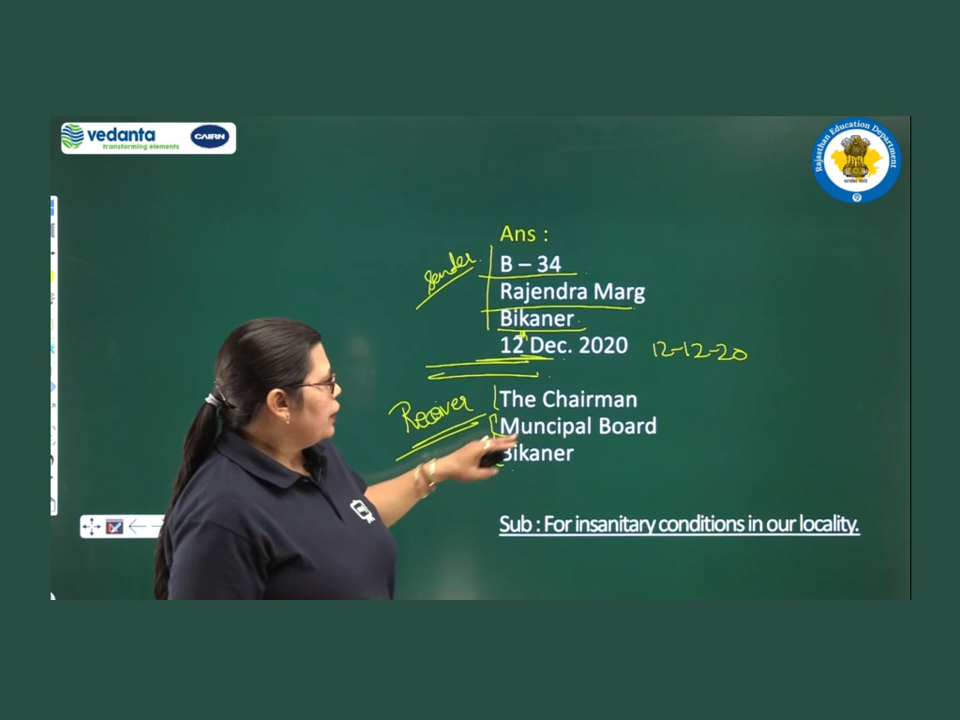 vedanta
transforming elements
CAIRN
Rajasthan Education Department
Ans :
Sender
B – 34
Rajendra Marg
Bikaner
12th Dec. 2020
12-12-20
Receiver
The Chairman
Muncipal Board
Bikaner
Sub : For insanitary conditions in our locality.